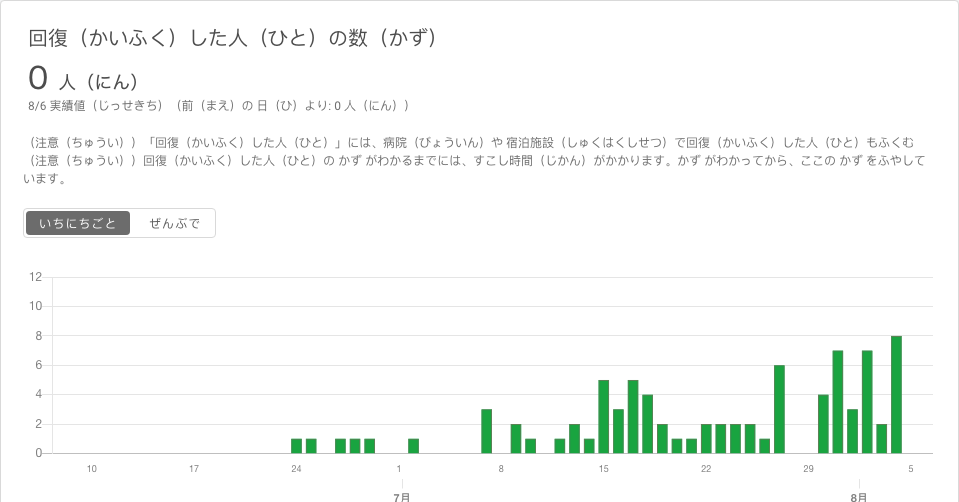 回復（かいふく）した人（ひと）の数（かず）
0 人（にん）
8/6 実績値（じっせきち）（前（まえ）の 日（ひ）より: 0 人（にん））
（注意（ちゅうい））「回復（かいふく）した人（ひと）」には、病院（びょういん）や 宿泊施設（しゅくはくしせつ）で回復（かいふく）した人（ひと）もふくむ
（注意（ちゅうい））回復（かいふく）した人（ひと）の かず がわかるまでには、すこし時間（じかん）がかかります。かず がわかってから、ここの かず をふやして
います。
いちにちごと ぜんぶで
12
10
8
6
4
2
0
10 17 24 1 8 15 22 29 5
7月 8月